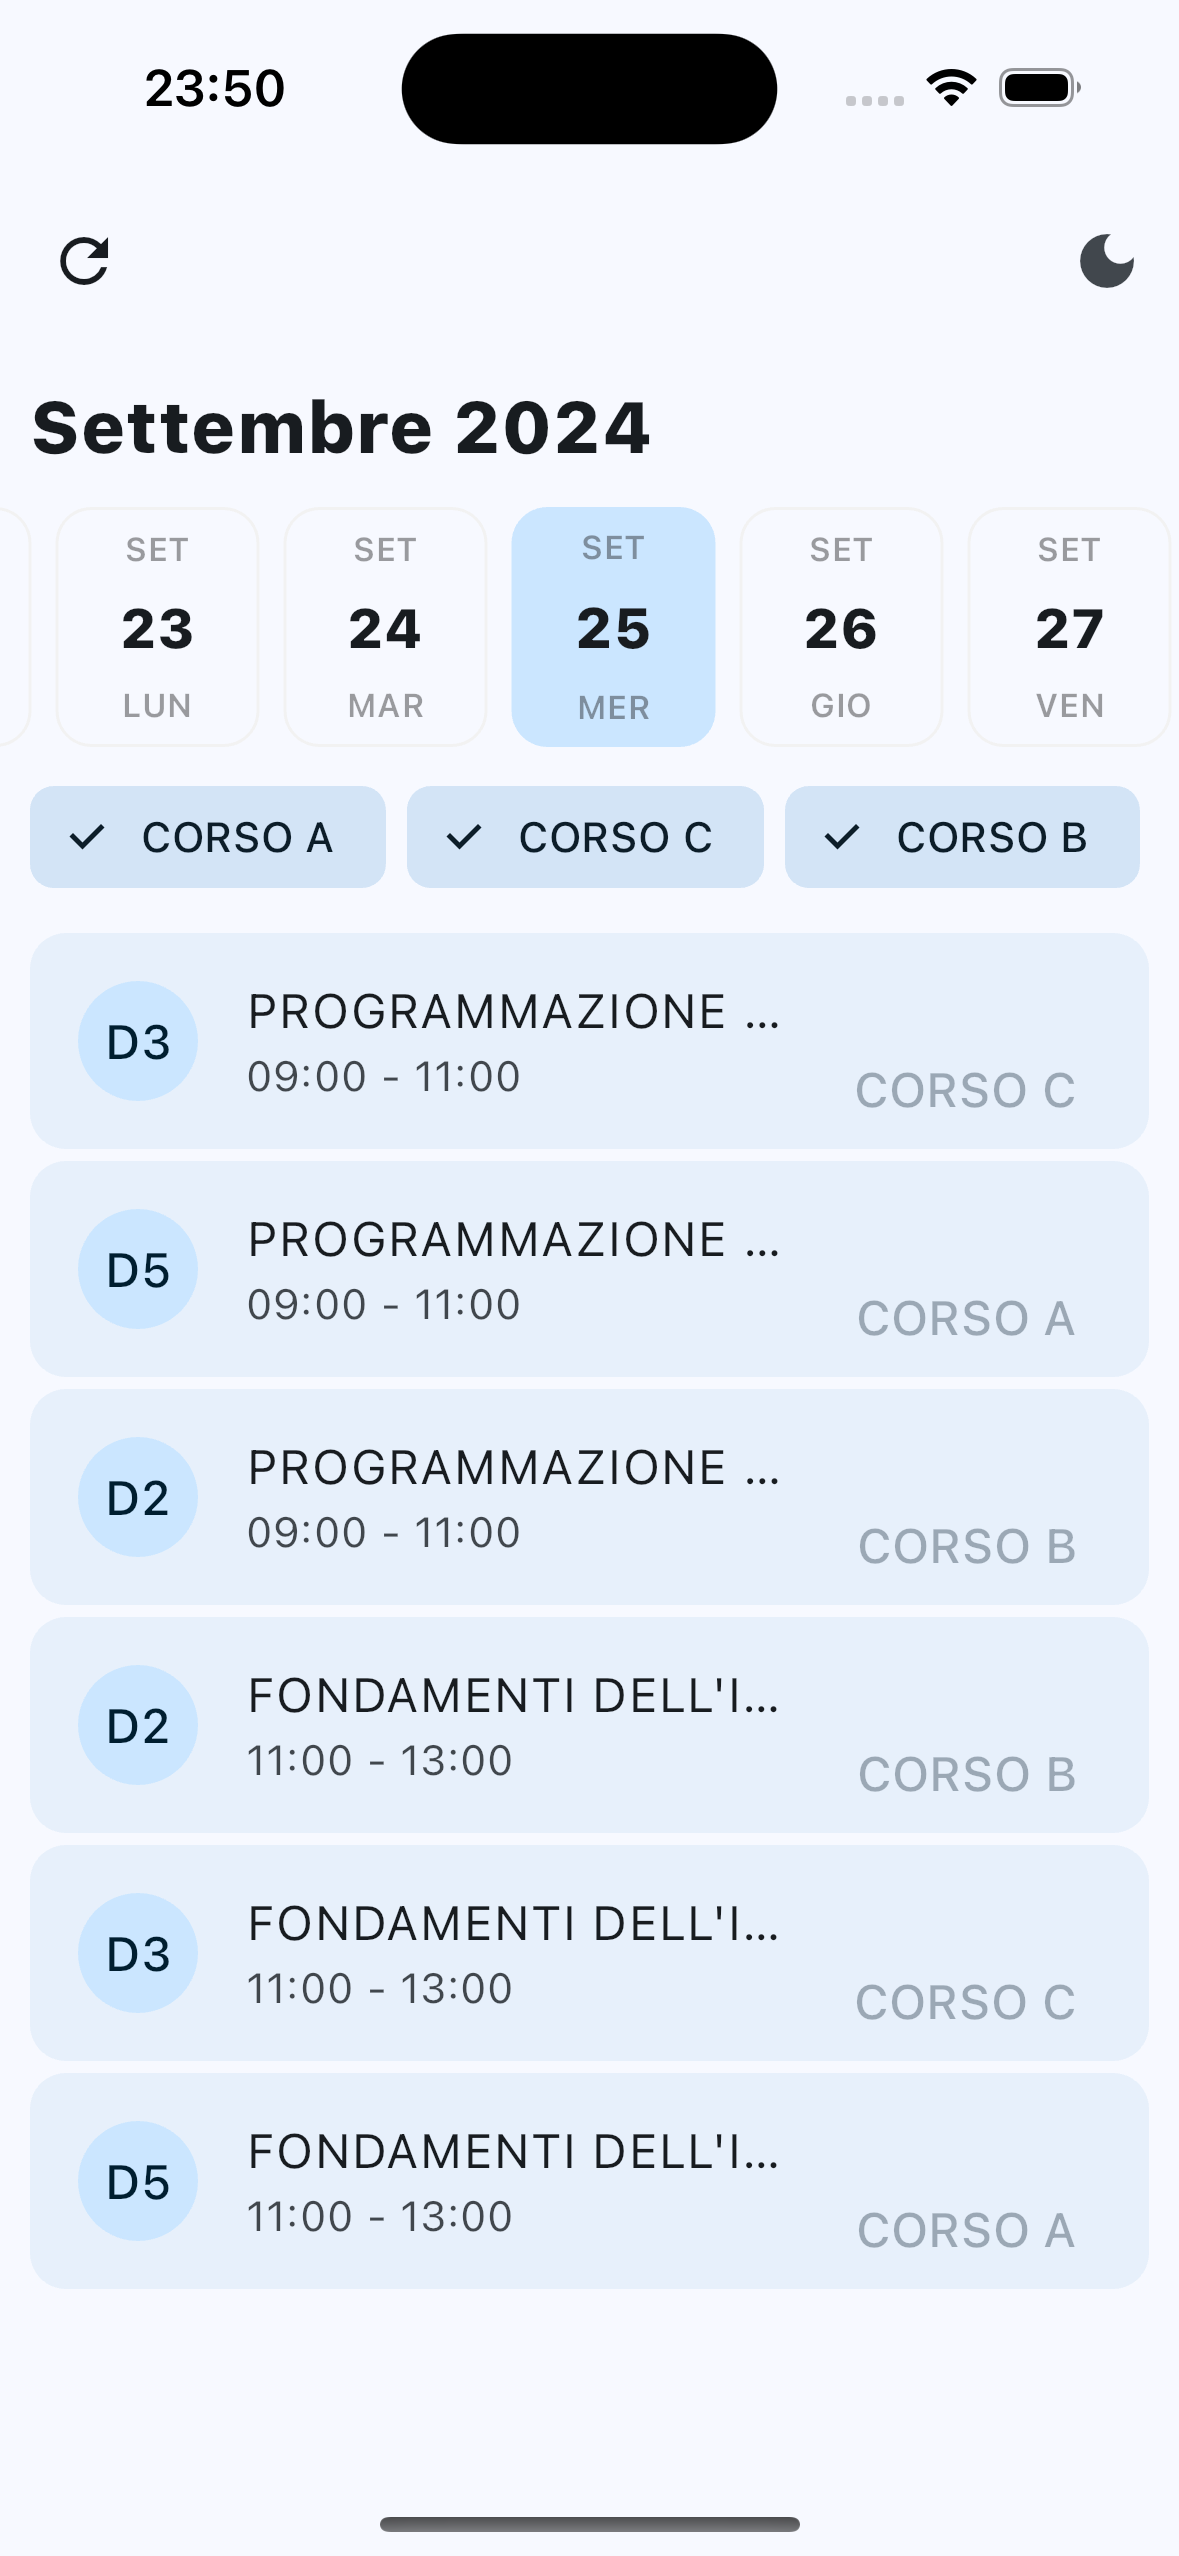 23:50
Settembre 2024
SET
23
LUN
SET
24
MAR
SET
25
MER
SET
26
GIO
SET
27
VEN
CORSO A
CORSO C
CORSO B
D3
PROGRAMMAZIONE ...
09:00 - 11:00
CORSO C
D5
PROGRAMMAZIONE ...
09:00 - 11:00
CORSO A
D2
PROGRAMMAZIONE ...
09:00 - 11:00
CORSO B
D2
FONDAMENTI DELL'I...
11:00 - 13:00
CORSO B
D3
FONDAMENTI DELL'I...
11:00 - 13:00
CORSO C
D5
FONDAMENTI DELL'I...
11:00 - 13:00
CORSO A